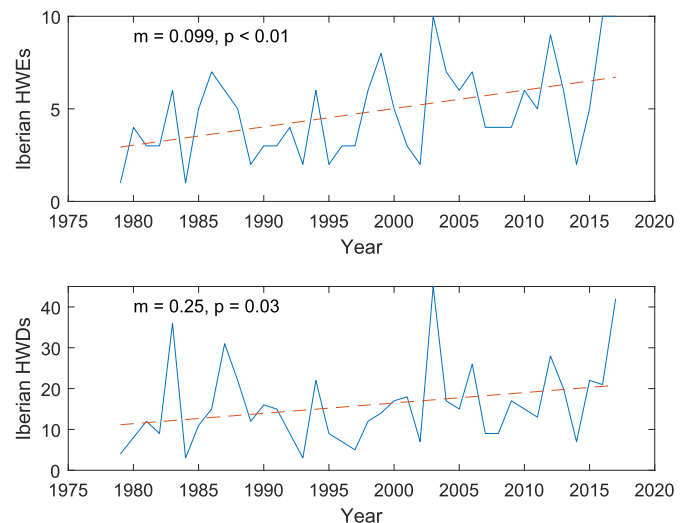 m = 0.099, p < 0.01
Iberian HWEs
10
5
0
1975 1980 1985 1990 1995 2000 2005 2010 2015 2020
Year
m = 0.25, p = 0.03
Iberian HWDs
40
30
20
10
0
1975 1980 1985 1990 1995 2000 2005 2010 2015 2020
Year